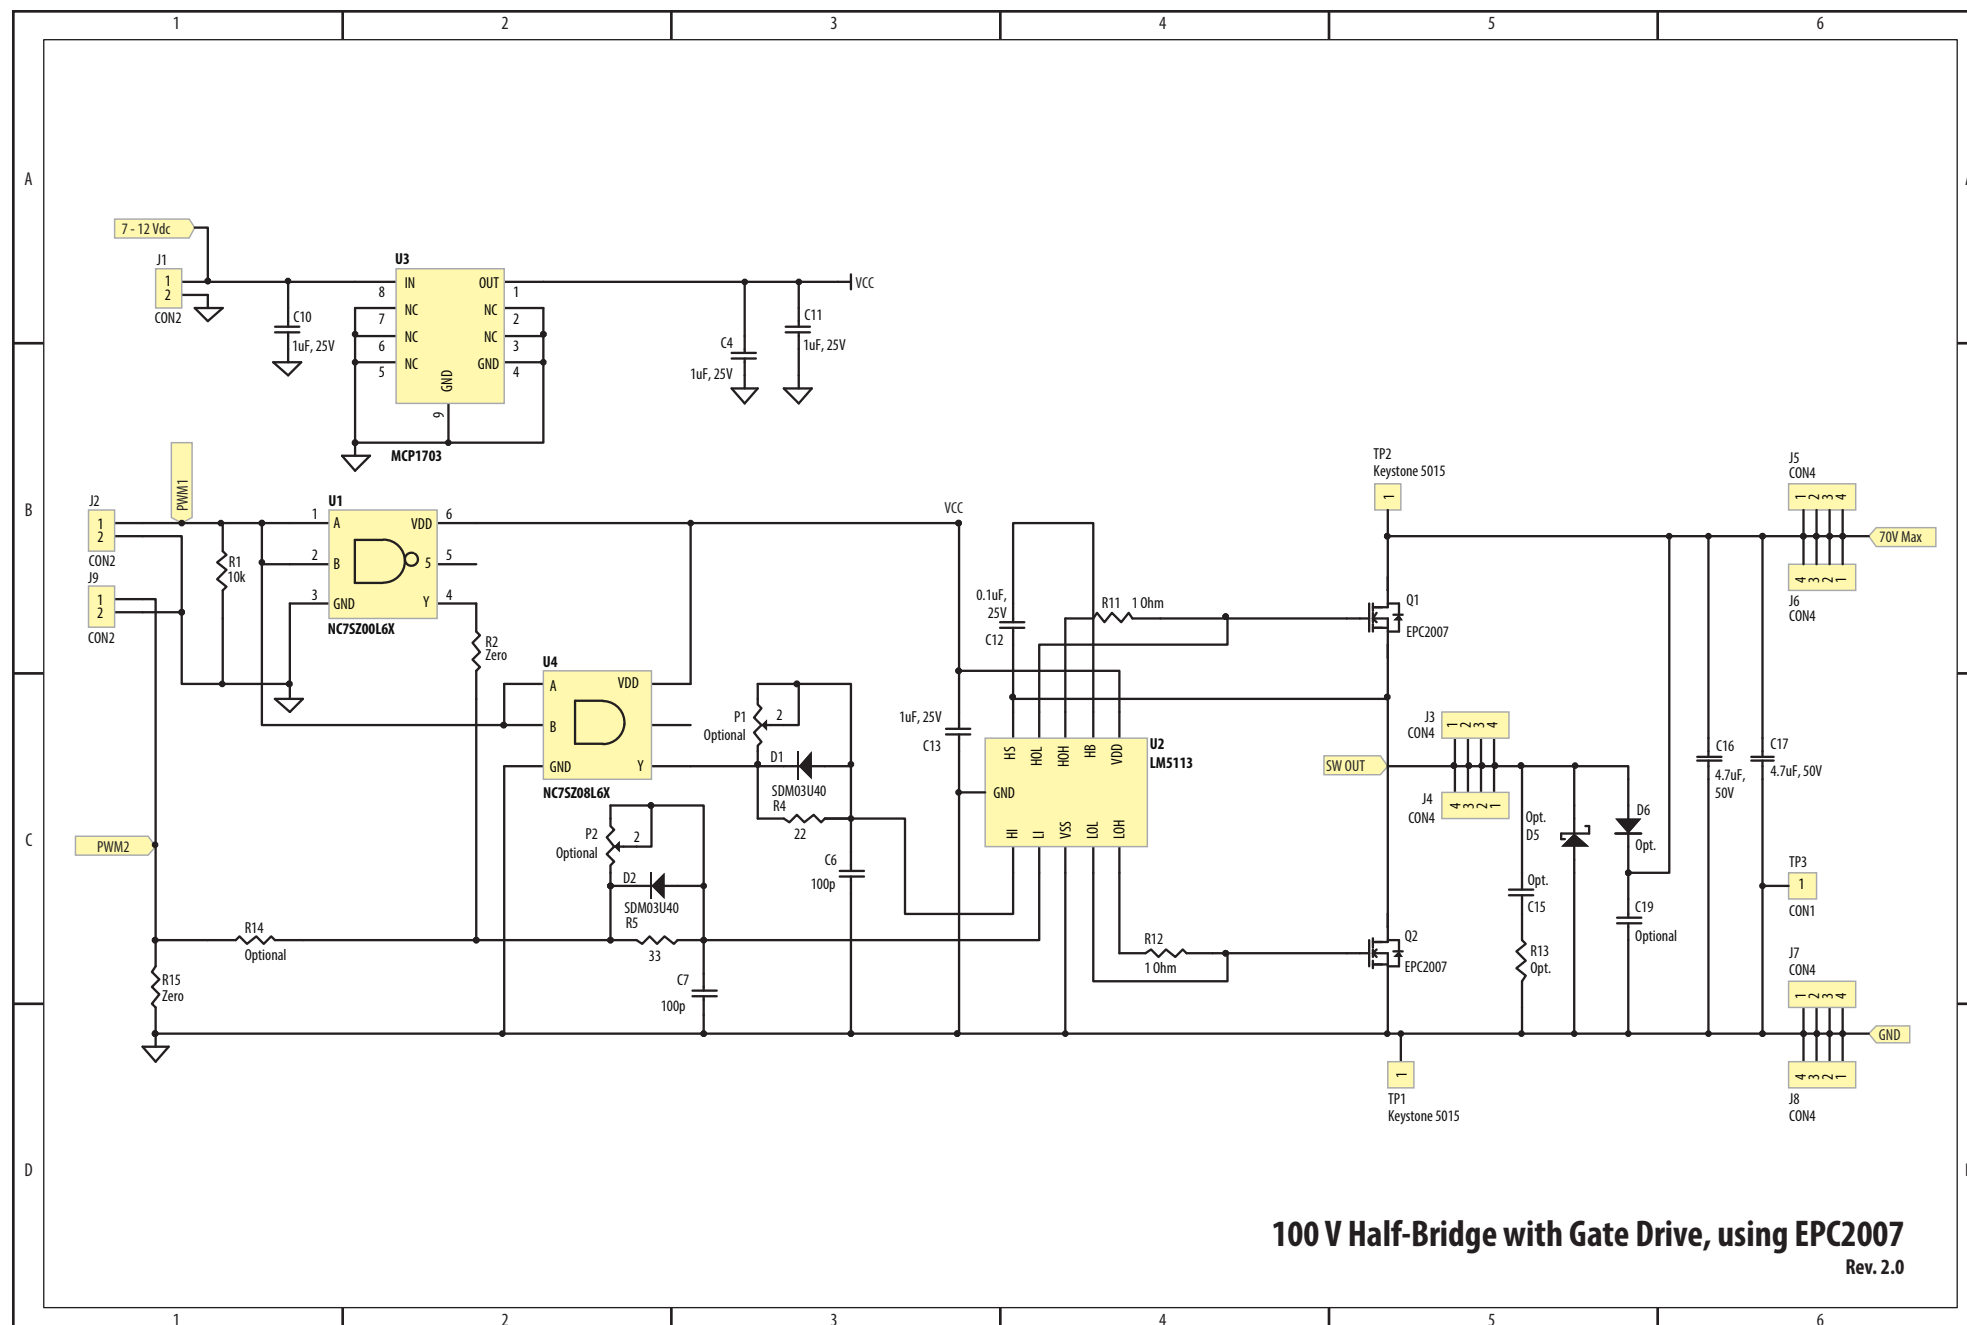 1 2 3 4 5 6
A
7 - 12 Vdc
J1
1
2
CON2
C10
1uF, 25V
U3
IN
OUT
8
1
NC
NC
7
2
NC
NC
6
3
NC
GND
5
4
GND
9
MCP1703
C4
1uF, 25V
C11
1uF, 25V
VCC
B
PWM1
J2
1
2
CON2
J9
1
2
CON2
R1
10k
U1
1
A
VDD
6
2
B
5
5
3
GND
Y
4
NC7SZ00L6X
R2
Zero
VCC
0.1uF,
25V
C12
R11
1 Ohm
TP2
Keystone 5015
1
Q1
EPC2007
J5
CON4
1 2 3 4
70V Max
4 3 2 1
J6
CON4
C
U4
A
VDD
B
GND
Y
NC7SZ08L6X
P1
Optional
2
D1
SDM03U40
R4
22
P2
Optional
2
D2
SDM03U40
R5
33
C6
100p
C7
100p
1uF, 25V
C13
U2
LM5113
HS
HOL
HOH
HB
VDD
GND
HI
LI
VSS
LOL
LOH
SW OUT
J3
CON4
1 2 3 4
J4
CON4
4 3 2 1
Opt.
D5
D6
Opt.
C16
4.7uF,
50V
C17
4.7uF, 50V
Opt.
C15
C19
Optional
R13
Opt.
TP3
1
CON1
PWM2
R14
Optional
R15
Zero
R12
1 Ohm
Q2
EPC2007
J7
CON4
1 2 3 4
GND
4 3 2 1
J8
CON4
1
TP1
Keystone 5015
D
100 V Half-Bridge with Gate Drive, using EPC2007
Rev. 2.0
1 2 3 4 5 6